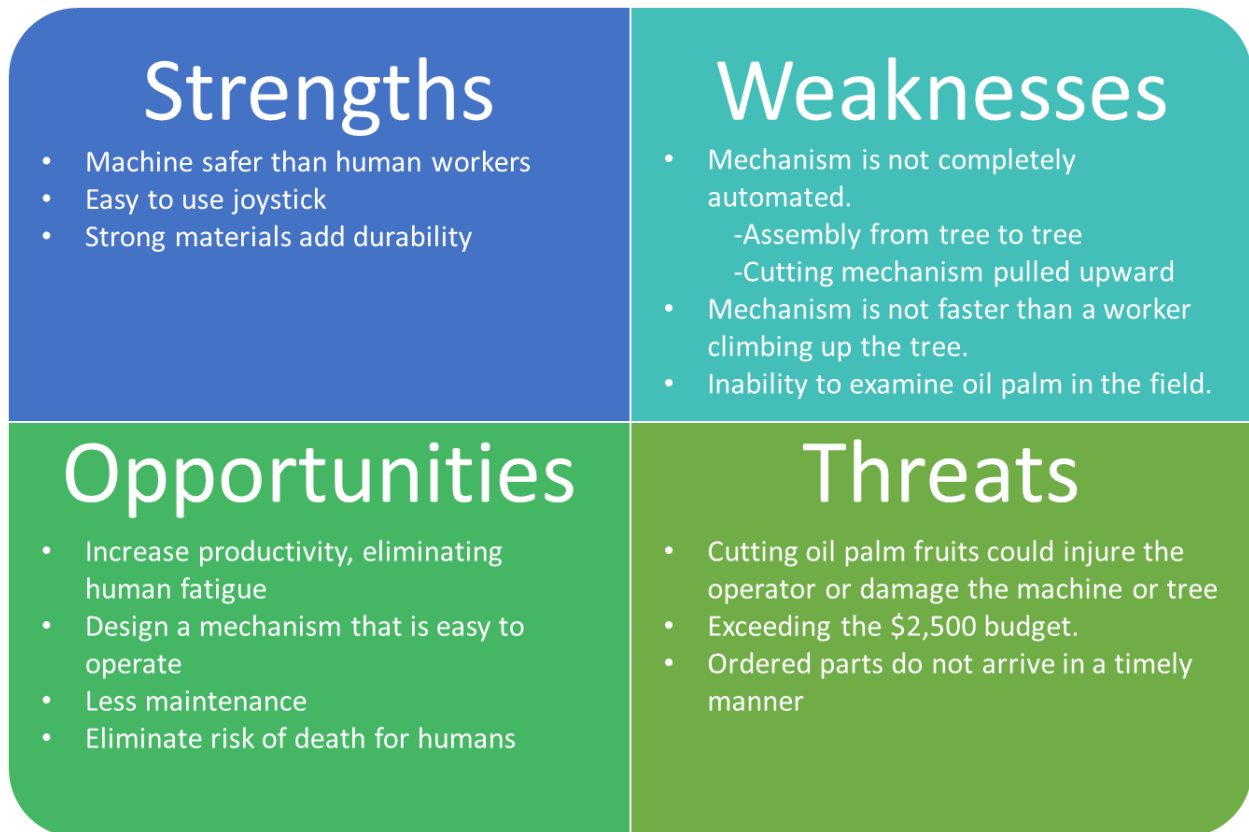 Strengths
• Machine safer than human workers
• Easy to use joystick
• Strong materials add durability
Weaknesses
• Mechanism is not completely
automated.
-Assembly from tree to tree
-Cutting mechanism pulled upward
• Mechanism is not faster than a worker
climbing up the tree.
• Inability to examine oil palm in the field.
Opportunities
• Increase productivity, eliminating
human fatigue
• Design a mechanism that is easy to
operate
• Less maintenance
• Eliminate risk of death for humans
Threats
• Cutting oil palm fruits could injure the
operator or damage the machine or tree
• Exceeding the $2,500 budget.
• Ordered parts do not arrive in a timely
manner